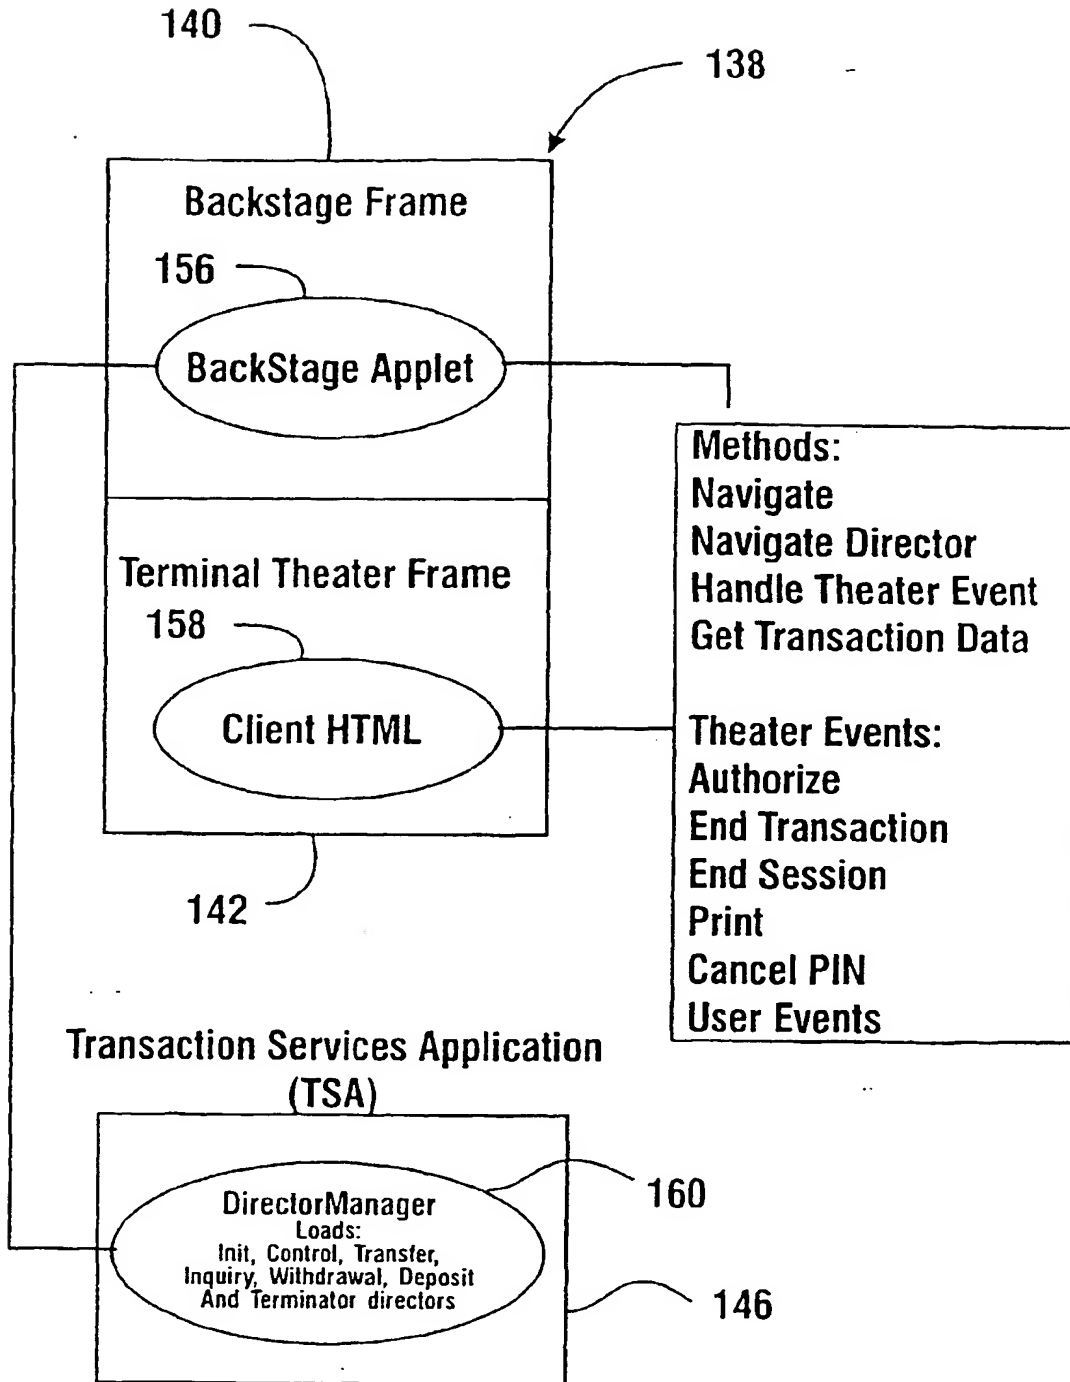 140
138
Backstage Frame
156
BackStage Applet
Methods:
Navigate
Navigate Director
Handle Theater Event
Get Transaction Data
Theater Events:
Authorize
End Transaction
End Session
Print
Cancel PIN
User Events
Terminal Theater Frame
158
Client HTML
142
Transaction Services Application
(TSA)
DirectorManager
Loads:
Init, Control, Transfer,
Inquiry, Withdrawal, Deposit
And Terminator directors
160
146